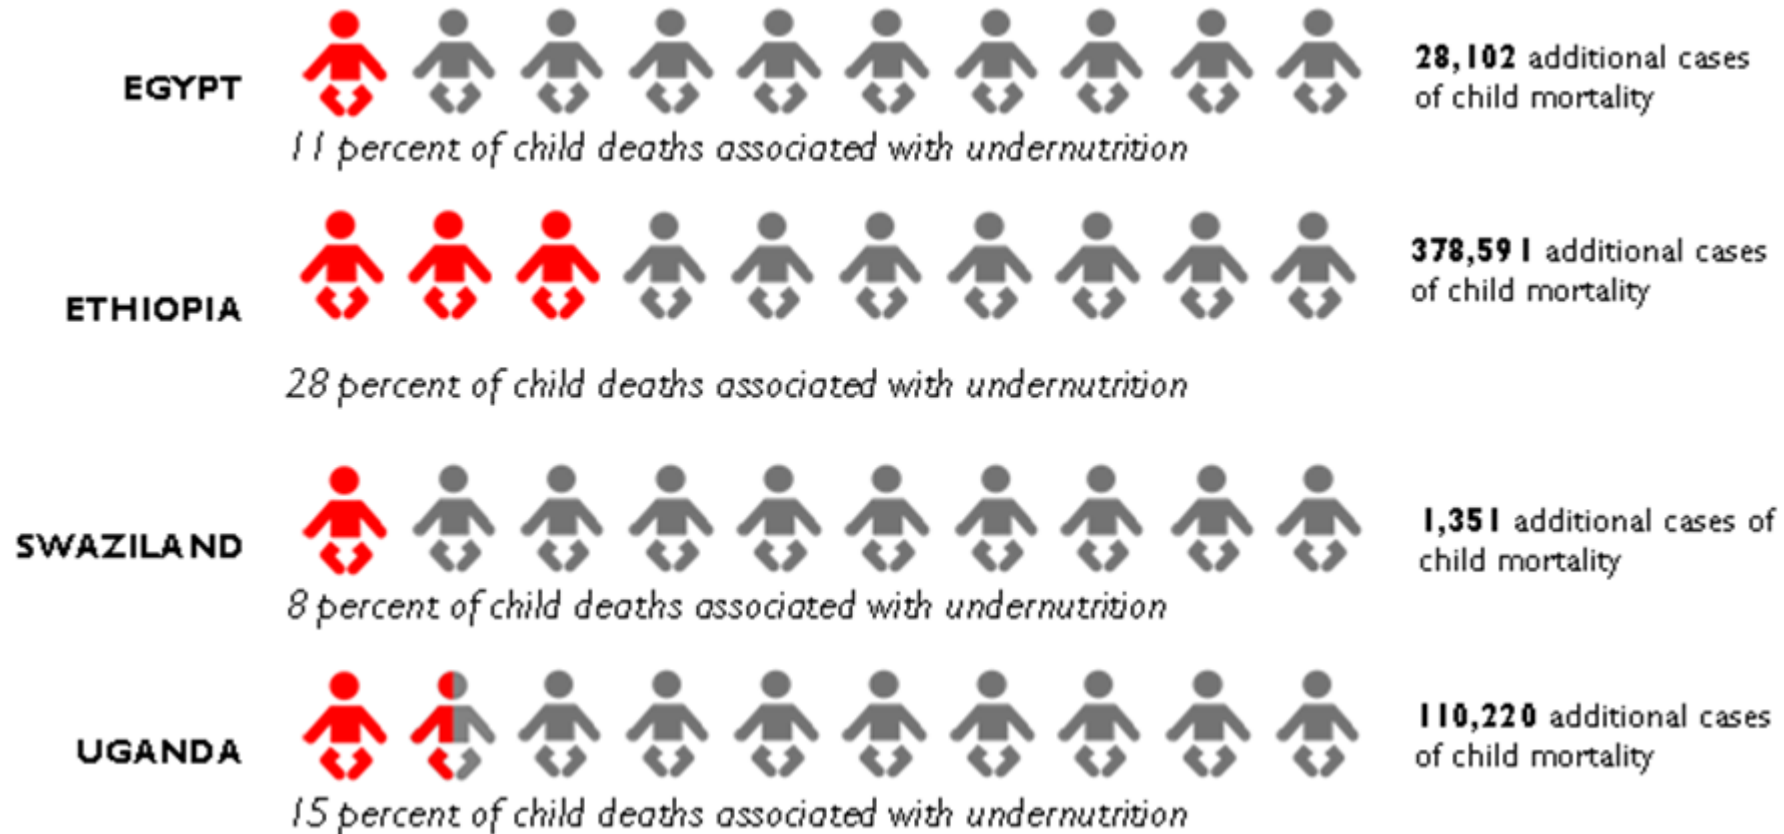 EGYPT
28,102 additional cases
of child mortality
11 percent of child deaths associated with undernutrition
ETHIOPIA
378,591 additional cases
of child mortality
28 percent of child deaths associated with undernutrition
SWAZILAND
1,351 additional cases of
child mortality
8 percent of child deaths associated with undernutrition
UGANDA
110,220 additional cases
of child mortality
15 percent of child deaths associated with undernutrition